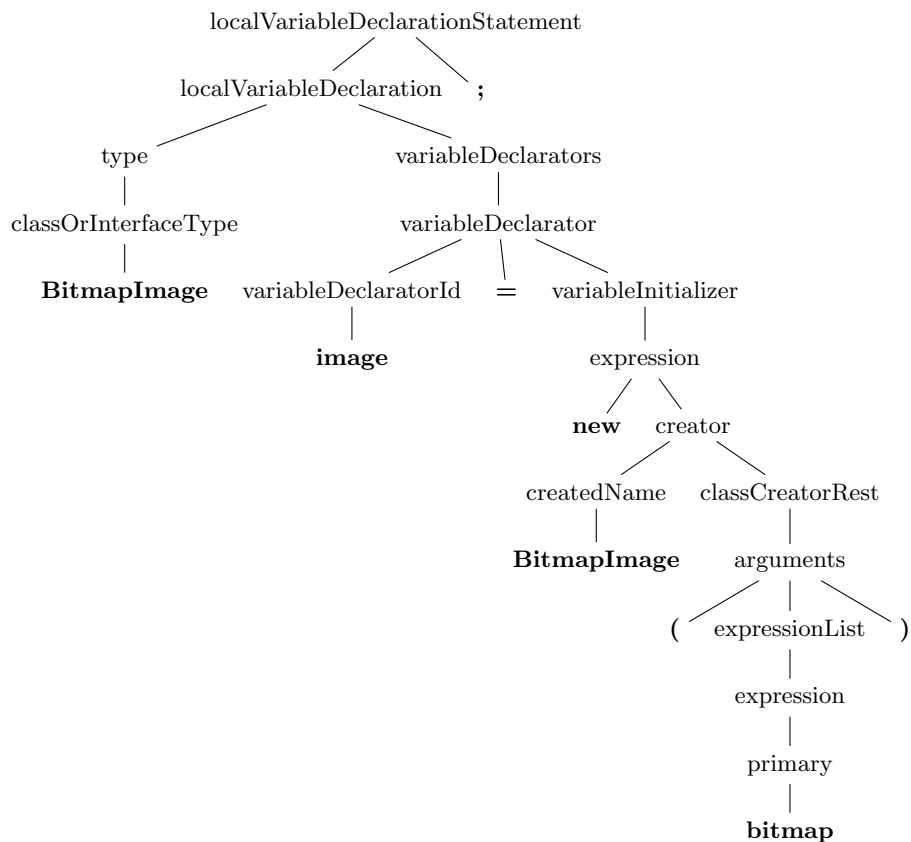 localVariableDeclarationStatement
localVariableDeclaration ;
type variableDeclarators
classOrInterfaceType variableDeclarator
BitmapImage variableDeclaratorId = variableInitializer
image expression
new creator
createdName classCreatorRest
BitmapImage arguments
( expressionList )
expression
primary
bitmap